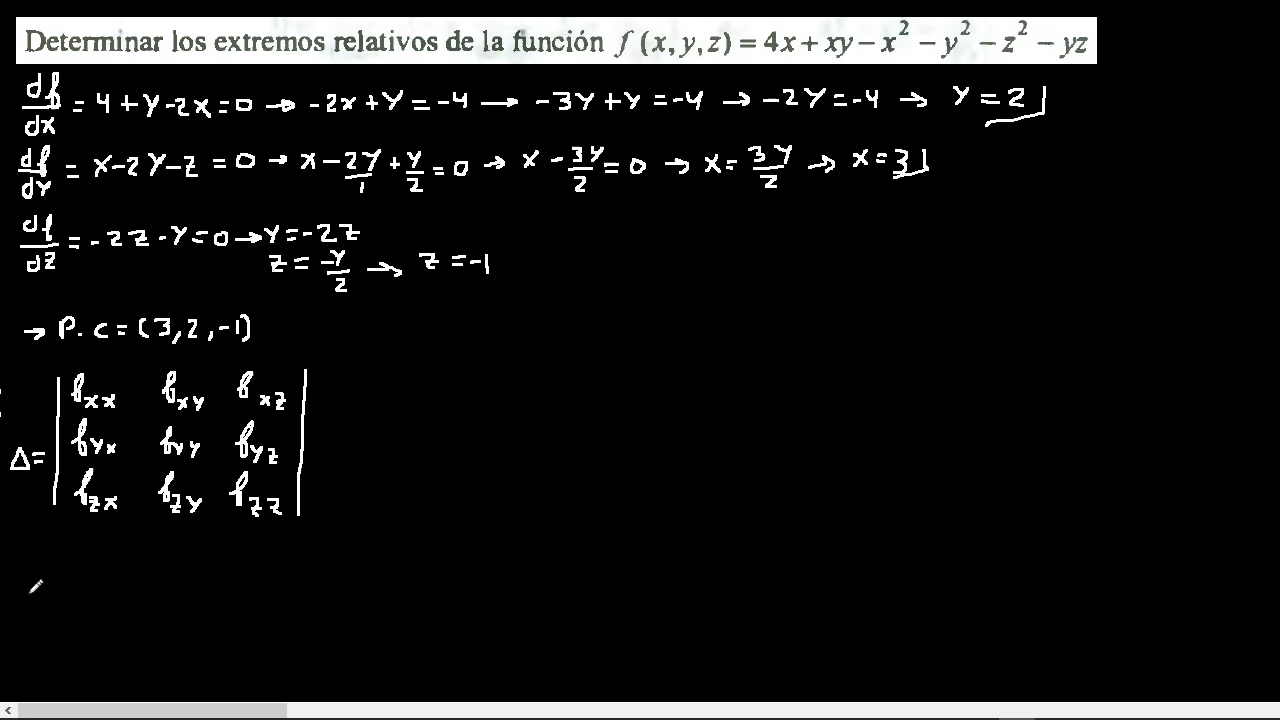 Determinar los extremos relativos de la función f(x,y,z) = 4x + xy − x² − y² − z² − yz
df/dx = 4 + y - 2x = 0 → -2x + y = -4 → -3y + y = -4 → -2y = -4 → y = 2
df/dy = x - 2y - z = 0 → x - 2y/1 + y/2 = 0 → x - 3y/2 = 0 → x = 3y/2 → x = 3
df/dz = -2z - y = 0 → y = -2z
z = -y/2 → z = -1
→ P.c = (3, 2, -1)
fxx fxy fxz
Δ = fyx fyy fyz
fzx fzy fzz